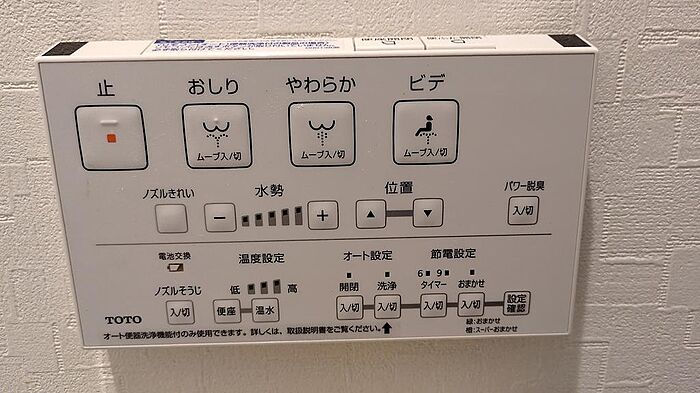 止 おしり やわらか ビデ
ムーブ入/切 ムーブ入/切 ムーブ入/切
ノズルきれい 水勢 位置 パワー脱臭
− + ▲ ▼ 入/切
電池交換 温度設定 オート設定 節電設定
開閉 洗浄 6 9 タイマー おまかせ
ノズルそうじ 低 高
入/切 便座 温水 入/切 入/切 入/切 入/切 設定確認
TOTO
緑:おまかせ
橙:スーパーおまかせ
オート便器洗浄機能付のみ使用できます。詳しくは、取扱説明書をご覧ください。